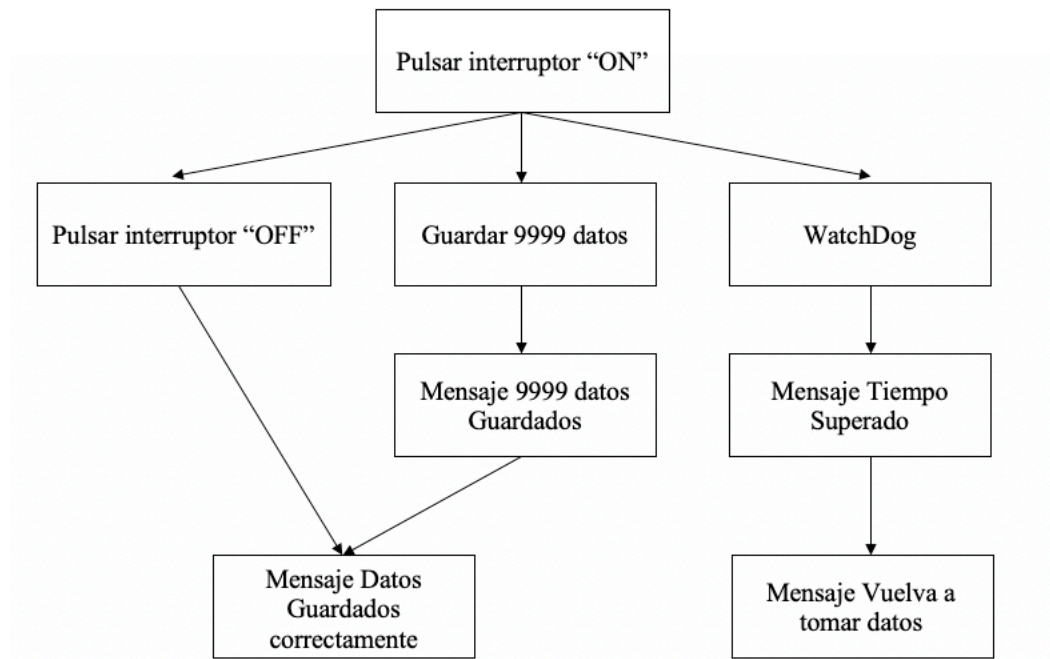 Pulsar interruptor “ON”
Pulsar interruptor “OFF”
Guardar 9999 datos
WatchDog
Mensaje 9999 datos
Guardados
Mensaje Tiempo
Superado
Mensaje Datos
Guardados
correctamente
Mensaje Vuelva a
tomar datos